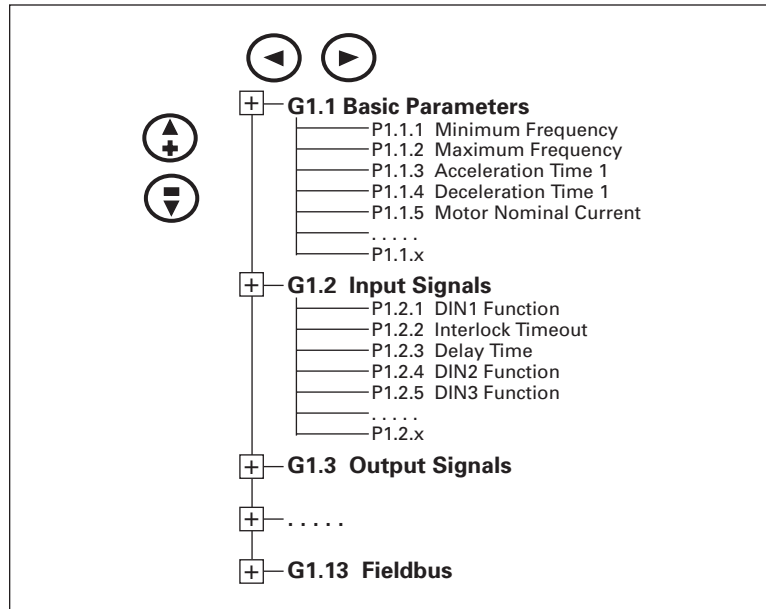 G1.1 Basic Parameters
P1.1.1 Minimum Frequency
P1.1.2 Maximum Frequency
P1.1.3 Acceleration Time 1
P1.1.4 Deceleration Time 1
P1.1.5 Motor Nominal Current
. . . . .
P1.1.x
G1.2 Input Signals
P1.2.1 DIN1 Function
P1.2.2 Interlock Timeout
P1.2.3 Delay Time
P1.2.4 DIN2 Function
P1.2.5 DIN3 Function
. . . . .
P1.2.x
G1.3 Output Signals
. . . . .
G1.13 Fieldbus